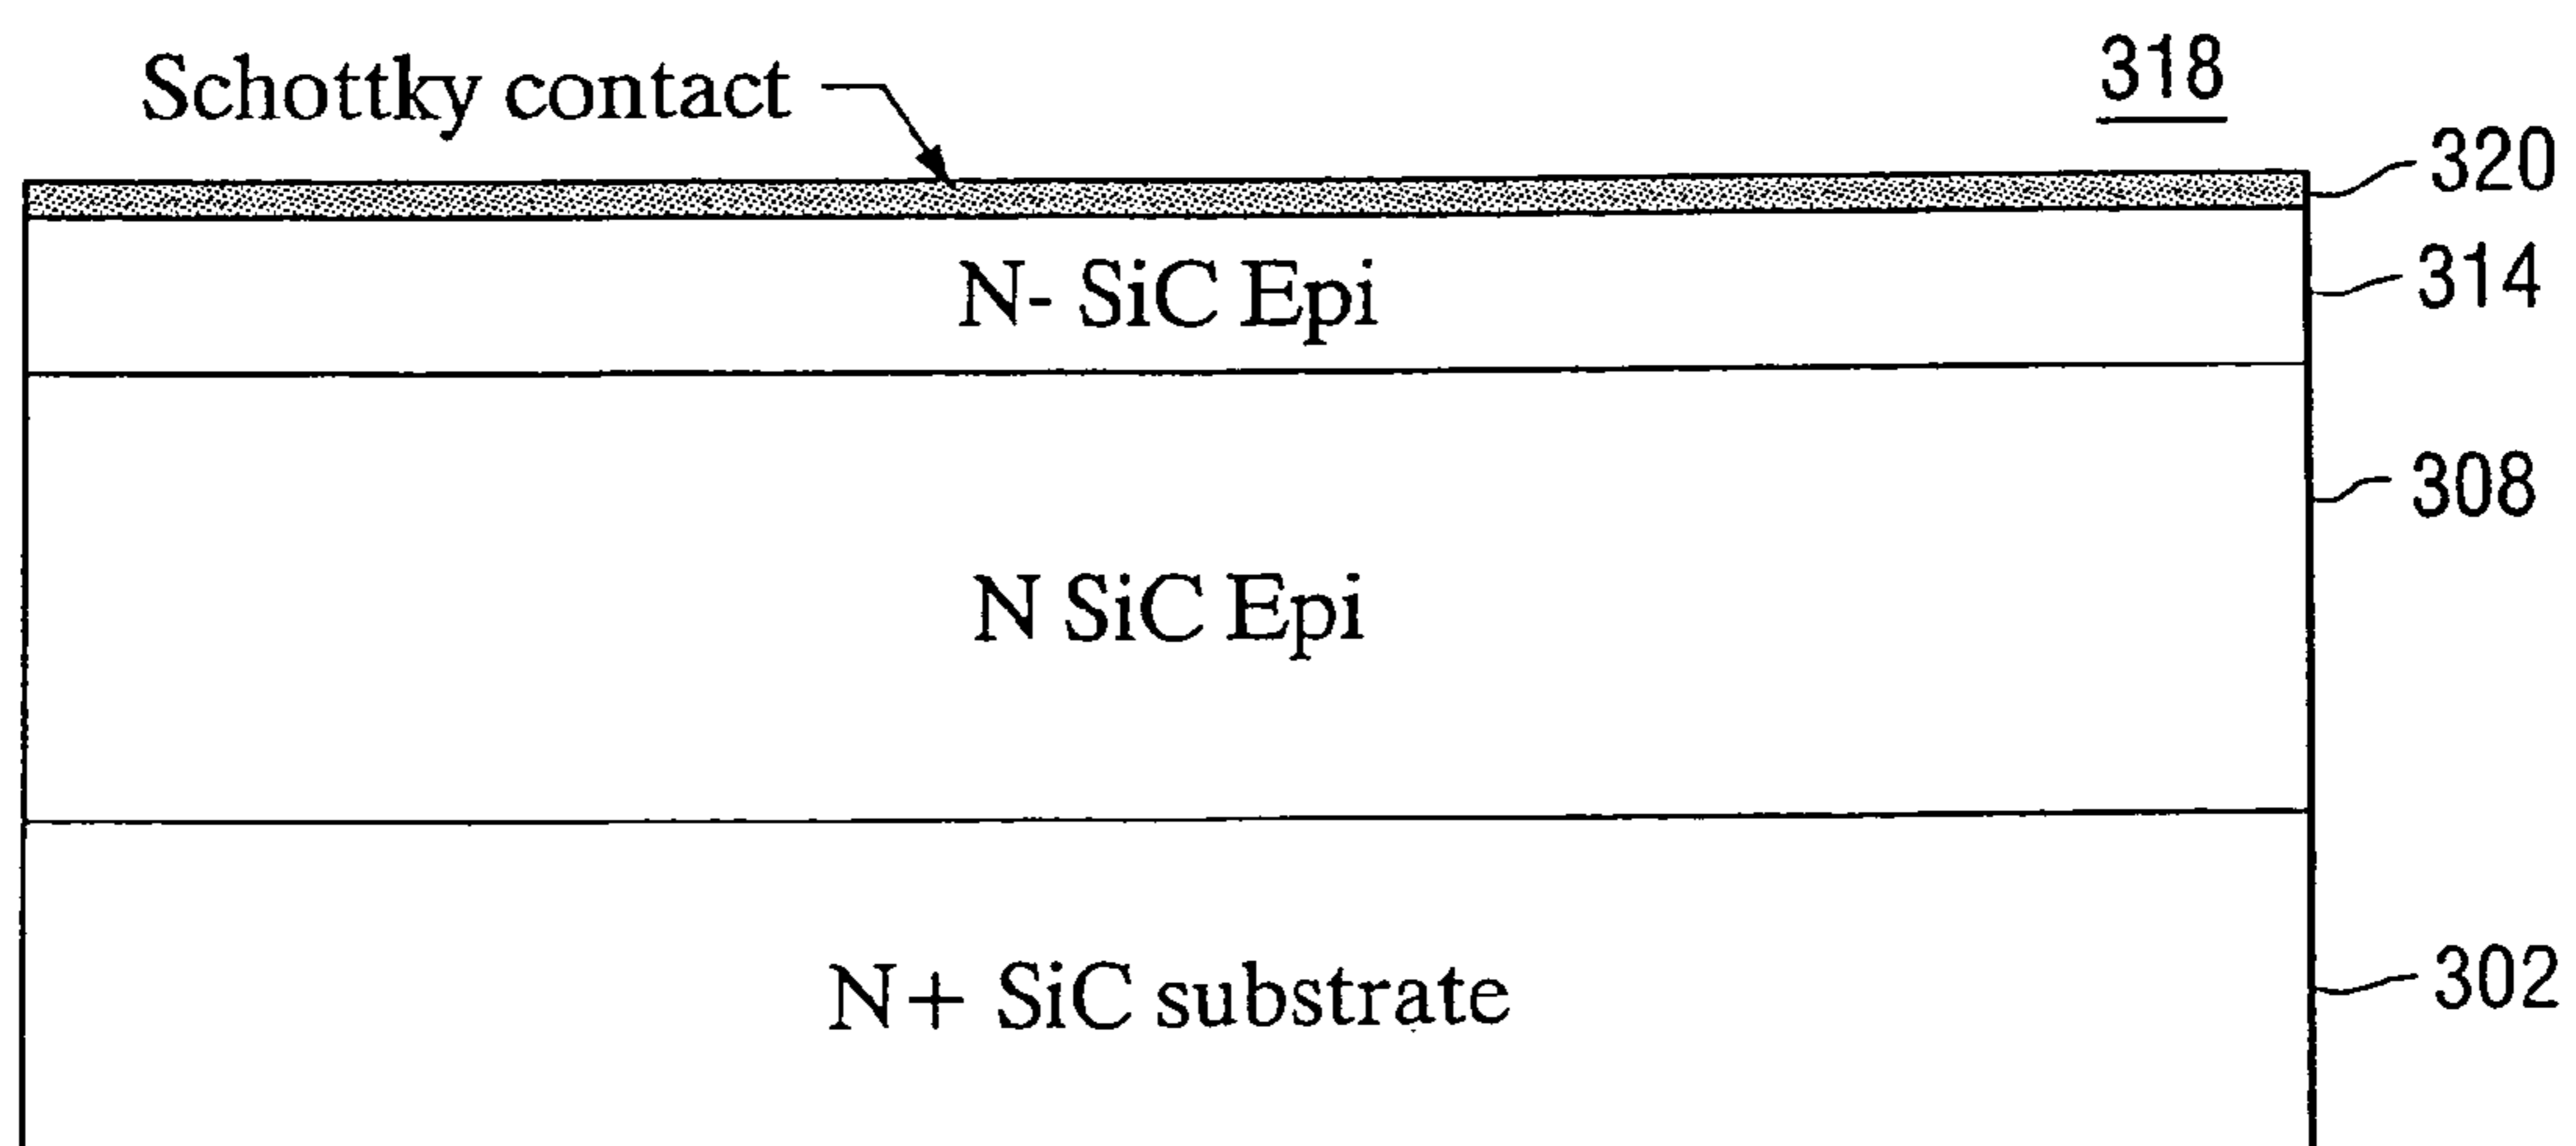 Schottky contact
318
320
N- SiC Epi
314
308
N SiC Epi
N+ SiC substrate
302